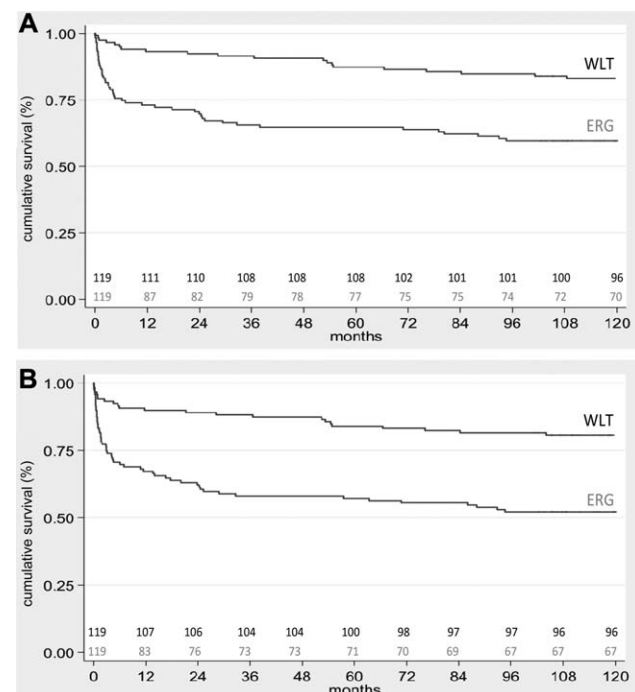 A
1.00
WLT
0.75
ERG
0.50
0.25
cumulative survival (%)
119 111 110 108 108 108 102 101 101 100 96
119 87 82 79 78 77 75 75 74 72 70
0.00
0 12 24 36 48 60 72 84 96 108 120
months
B
1.00
WLT
0.75
ERG
0.50
0.25
cumulative survival (%)
119 107 106 104 104 100 98 97 97 96 96
119 83 76 73 73 71 70 69 67 67 67
0.00
0 12 24 36 48 60 72 84 96 108 120
months